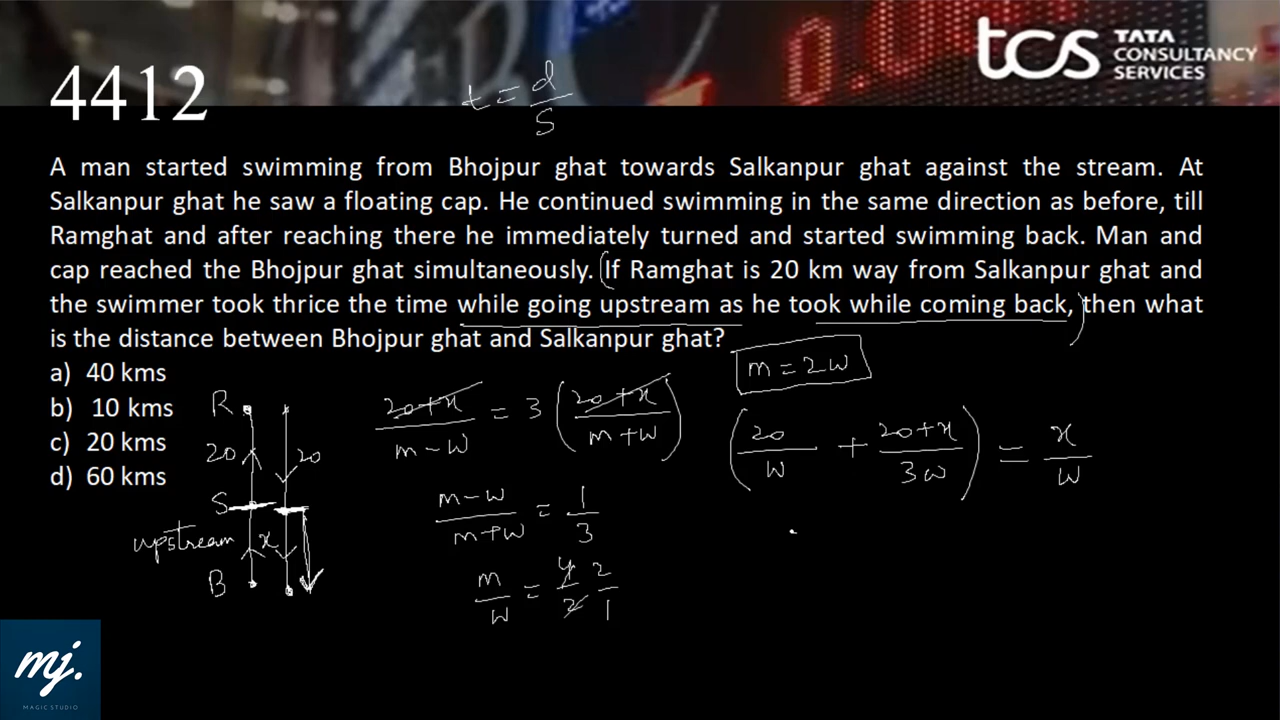 tcs TATA
CONSULTANCY
SERVICES
4412
t = d/s
A man started swimming from Bhojpur ghat towards Salkanpur ghat against the stream. At
Salkanpur ghat he saw a floating cap. He continued swimming in the same direction as before, till
Ramghat and after reaching there he immediately turned and started swimming back. Man and
cap reached the Bhojpur ghat simultaneously. (If Ramghat is 20 km way from Salkanpur ghat and
the swimmer took thrice the time while going upstream as he took while coming back,) then what
is the distance between Bhojpur ghat and Salkanpur ghat?
a) 40 kms
b) 10 kms
c) 20 kms
d) 60 kms
R
20 20
S
upstream x
B
(20+x)/(m-w) = 3 ((20+x)/(m+w))
(m-w)/(m+w) = 1/3
m/w = 4/2 2/1
m = 2w
(20/w + (20+x)/3w) = x/w
mj.
MAGIC STUDIO